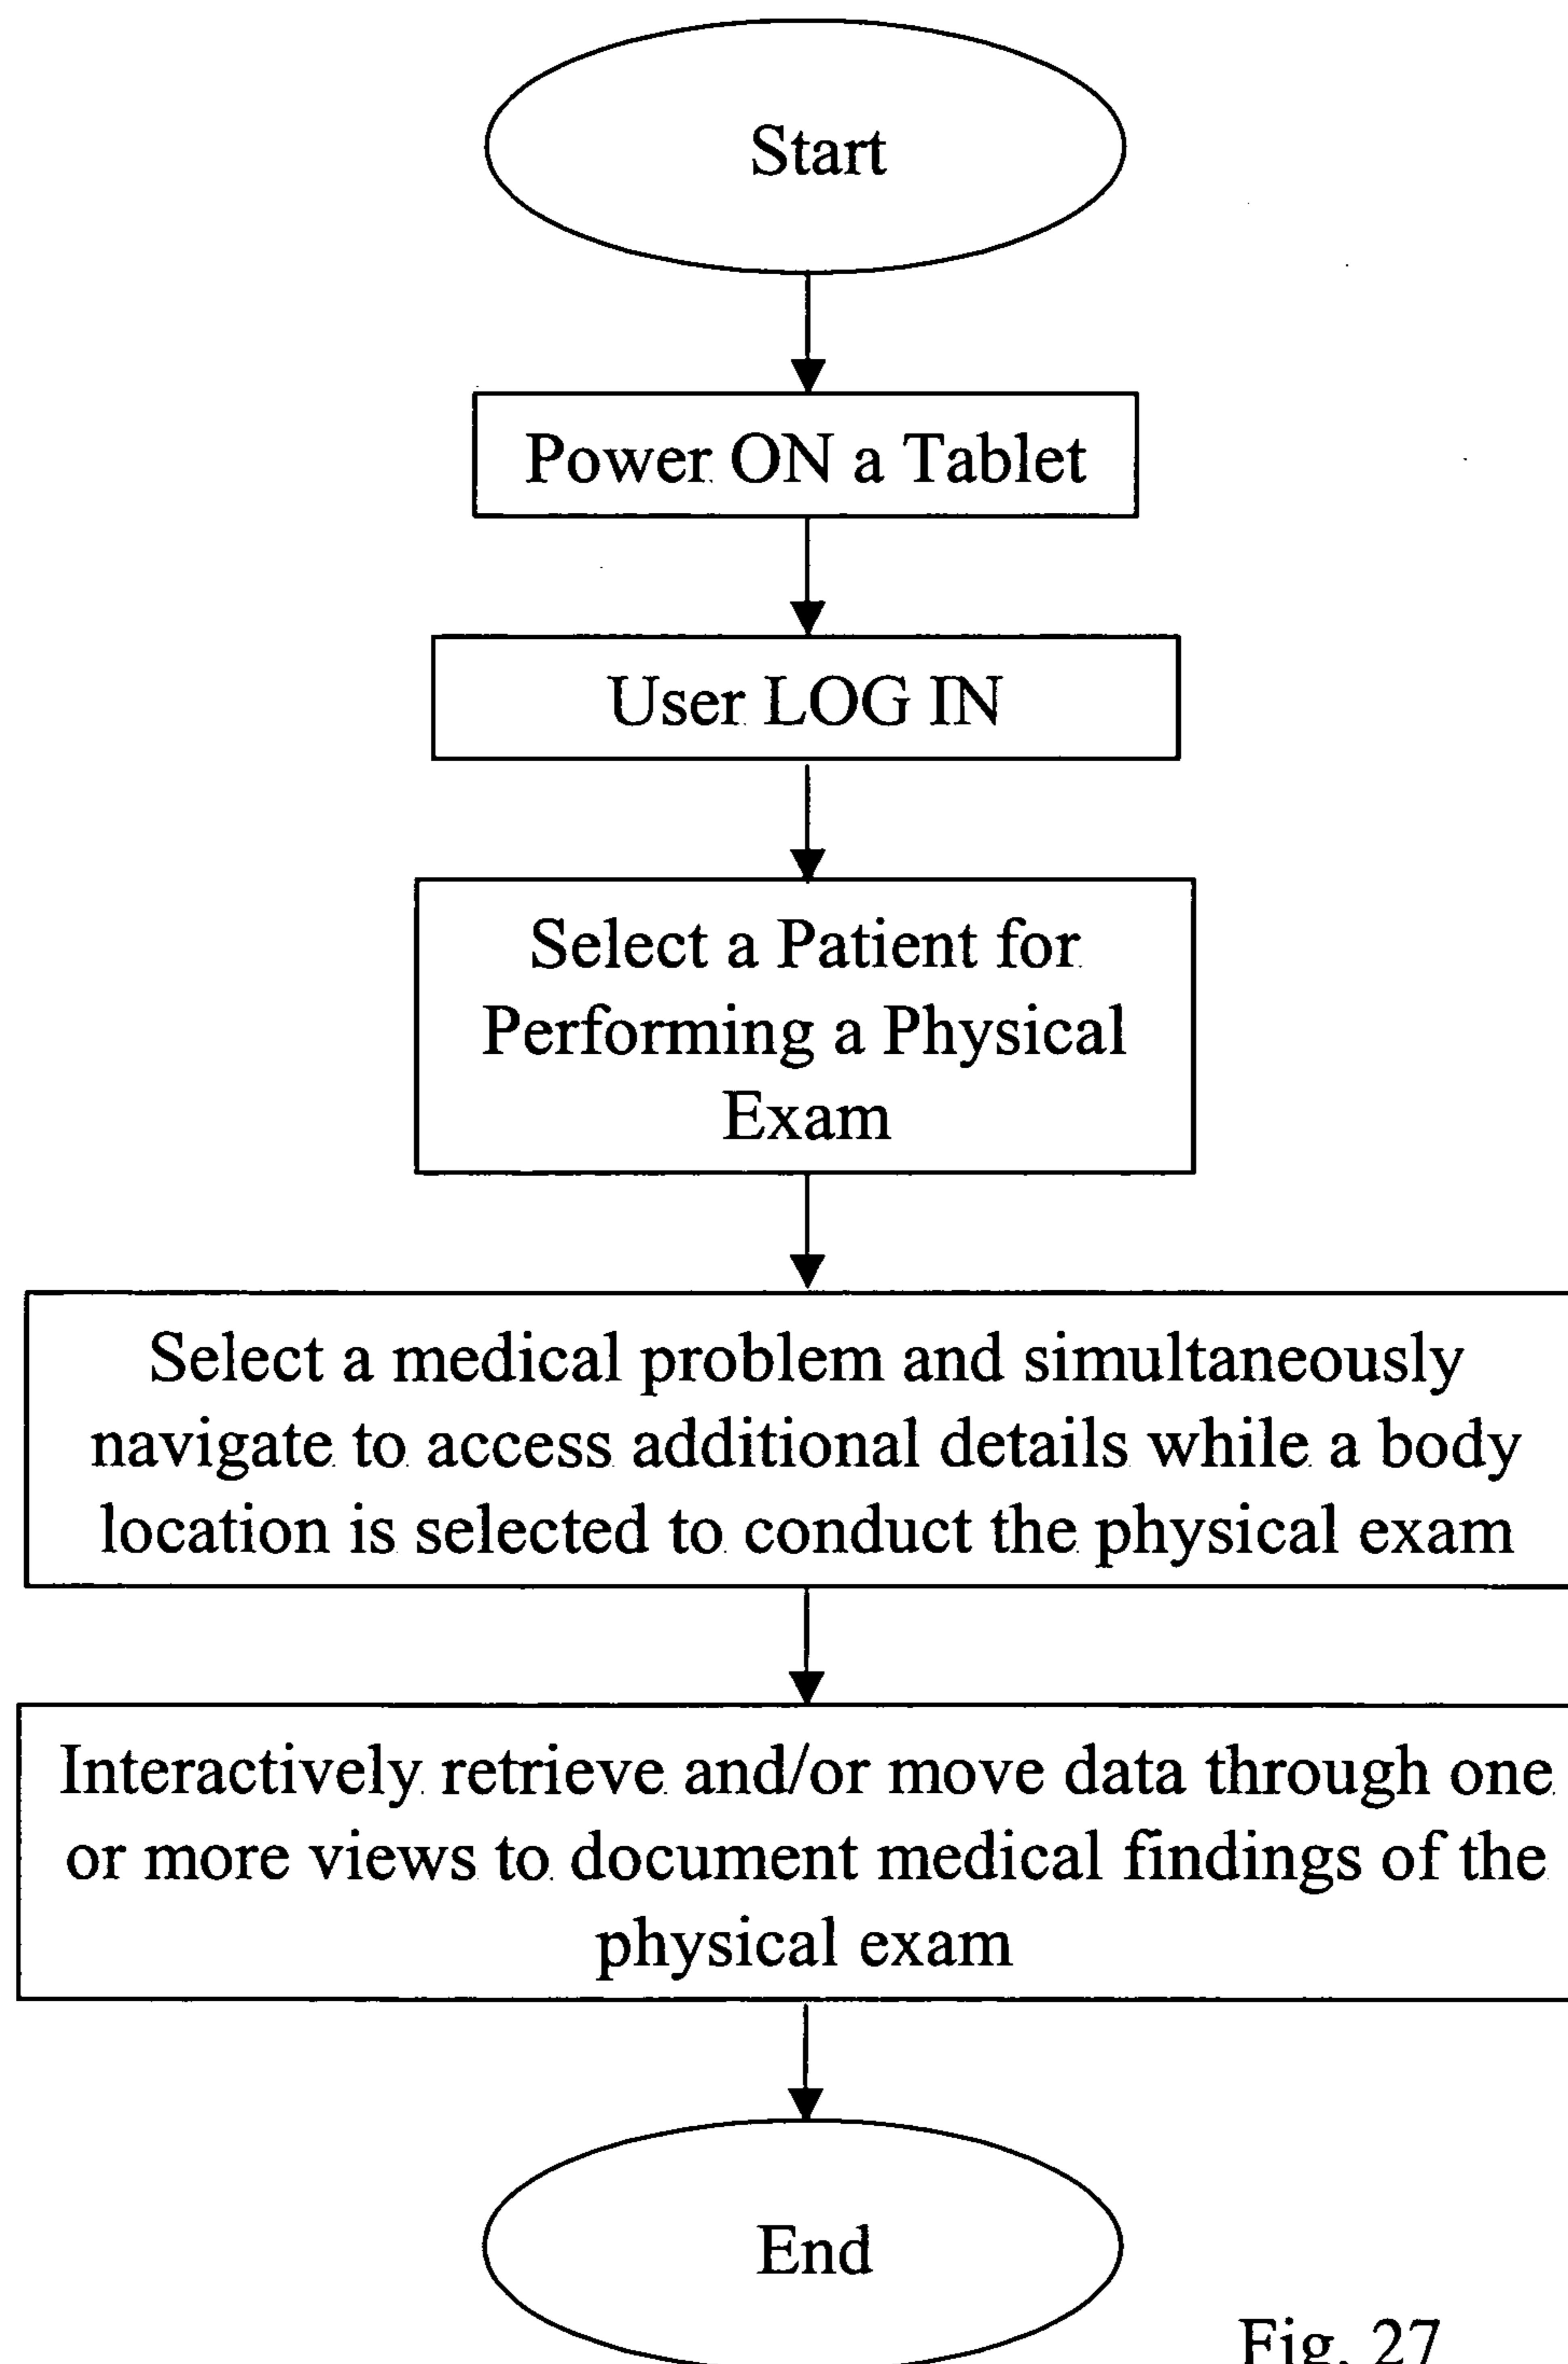 Start
Power ON a Tablet
User LOG IN
Select a Patient for
Performing a Physical
Exam
Select a medical problem and simultaneously
navigate to access additional details while a body
location is selected to conduct the physical exam
Interactively retrieve and/or move data through one
or more views to document medical findings of the
physical exam
End
Fig. 27